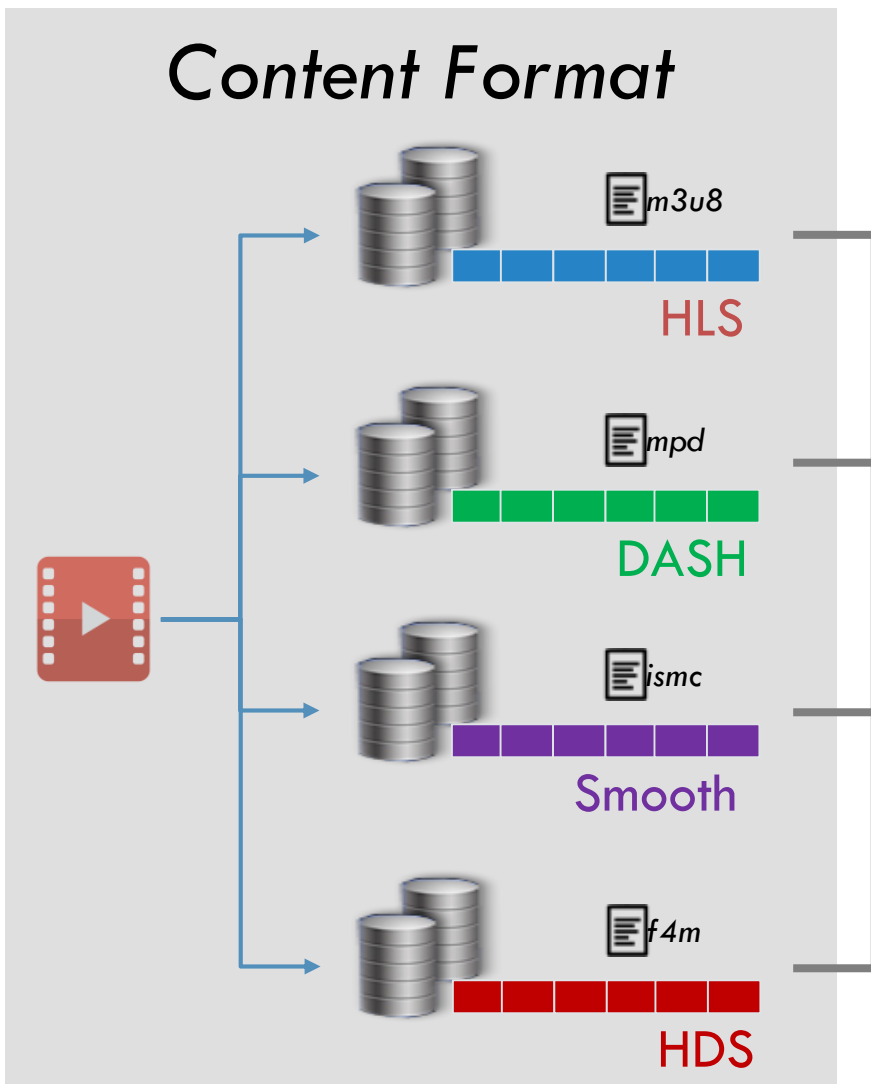 Content Format
m3u8
HLS
mpd
DASH
ismc
Smooth
f4m
HDS